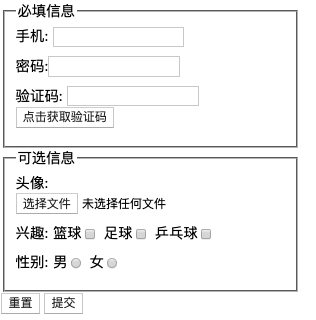 必填信息
手机:
密码:
验证码:
点击获取验证码
可选信息
头像:
选择文件 未选择任何文件
兴趣: 篮球 足球 乒乓球
性别: 男 女
重置 提交